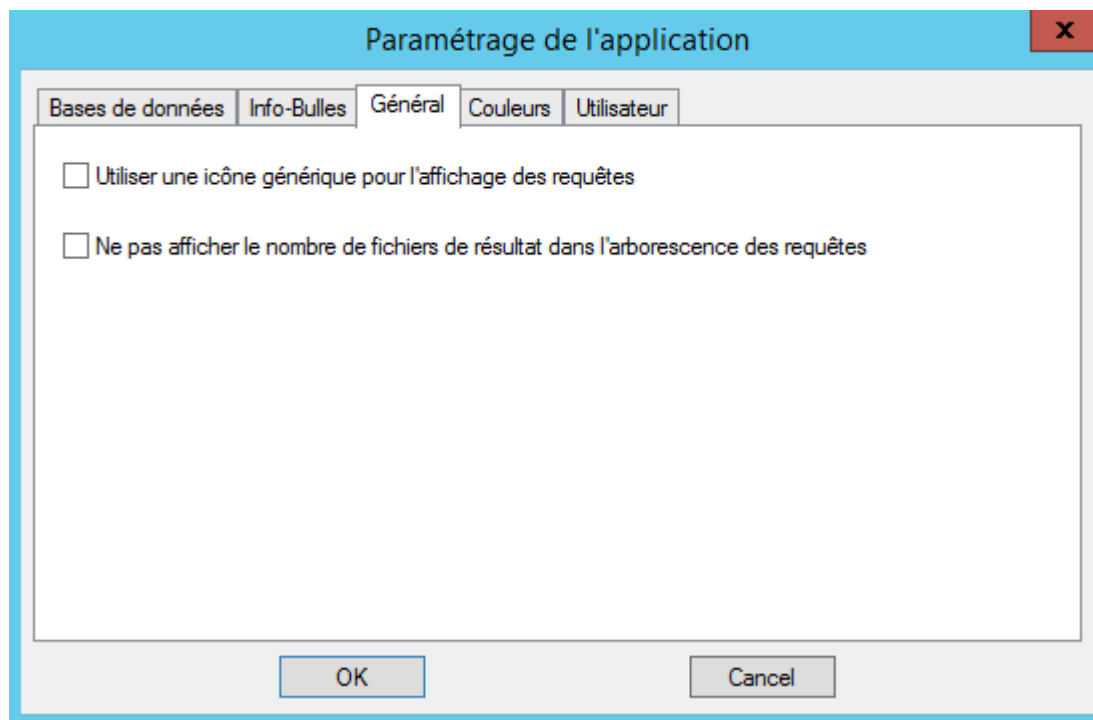 Paramétrage de l'application
x
Bases de données Info-Bulles Général Couleurs Utilisateur
Utiliser une icône générique pour l'affichage des requêtes
Ne pas afficher le nombre de fichiers de résultat dans l'arborescence des requêtes
OK Cancel